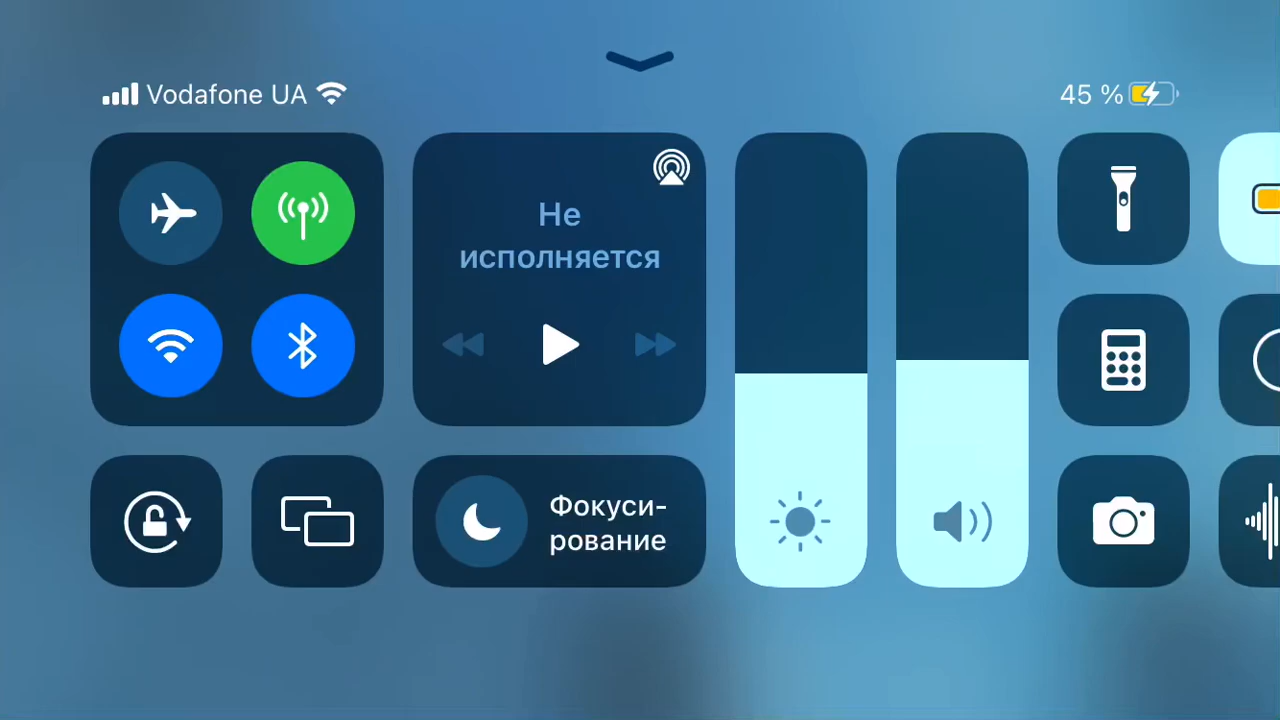 Vodafone UA
45 %
Не
исполняется
Фокуси-
рование